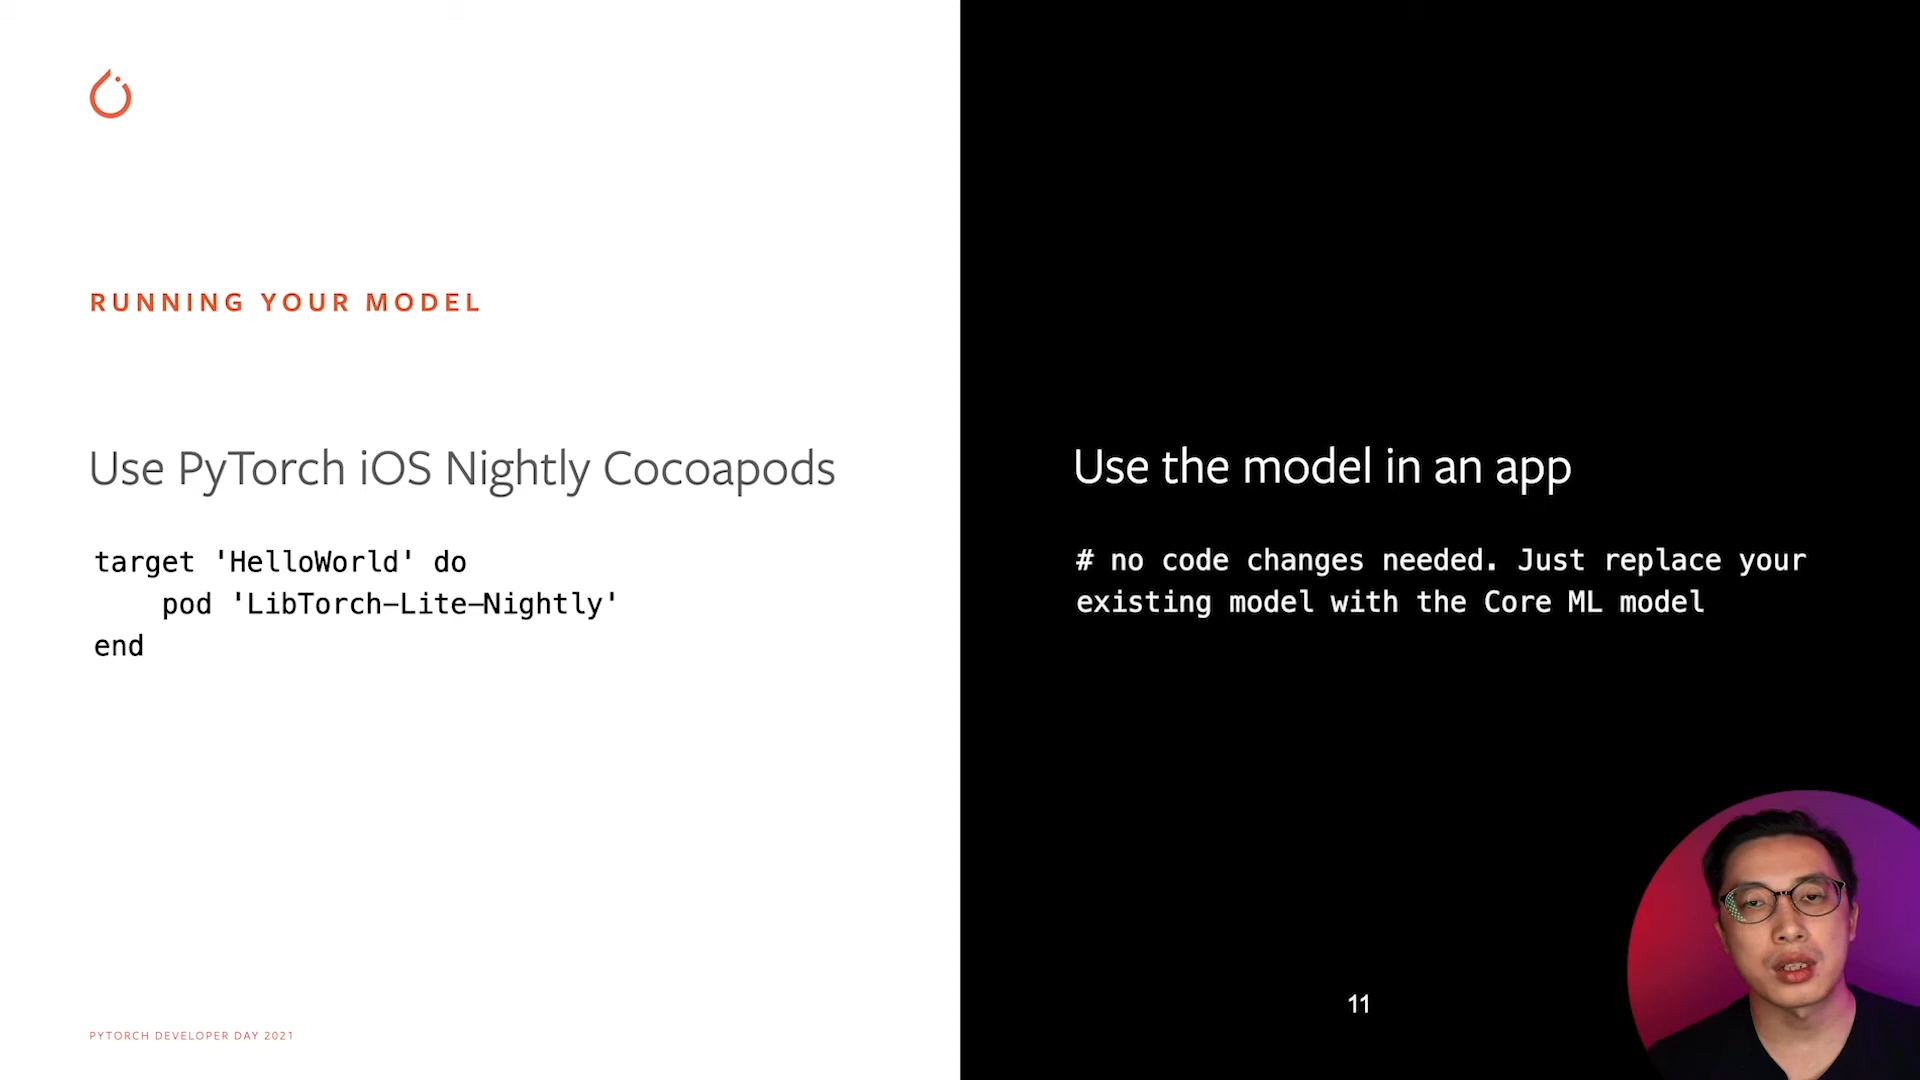 RUNNING YOUR MODEL
Use PyTorch iOS Nightly Cocoapods
target 'HelloWorld' do
    pod 'LibTorch-Lite-Nightly'
end
Use the model in an app
# no code changes needed. Just replace your
existing model with the Core ML model
11
PYTORCH DEVELOPER DAY 2021